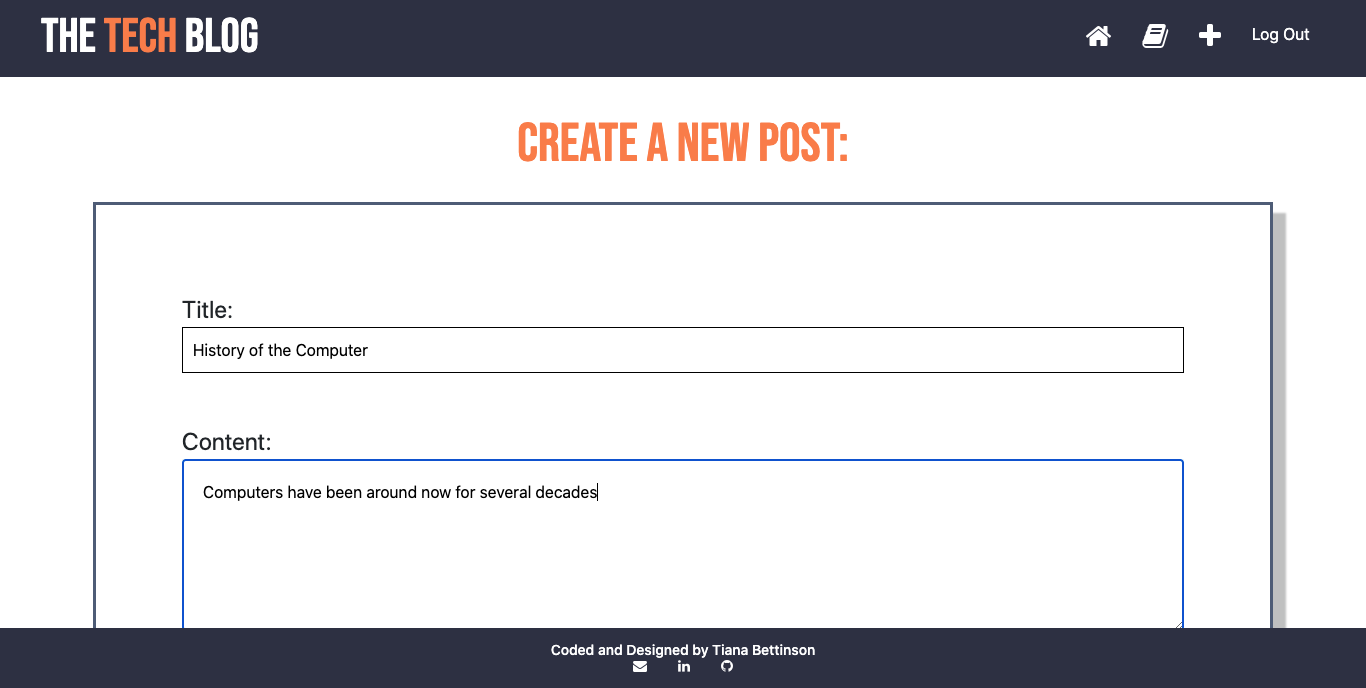 THE TECH BLOG
Log Out
CREATE A NEW POST:
Title:
History of the Computer
Content:
Computers have been around now for several decades
Coded and Designed by Tiana Bettinson
in